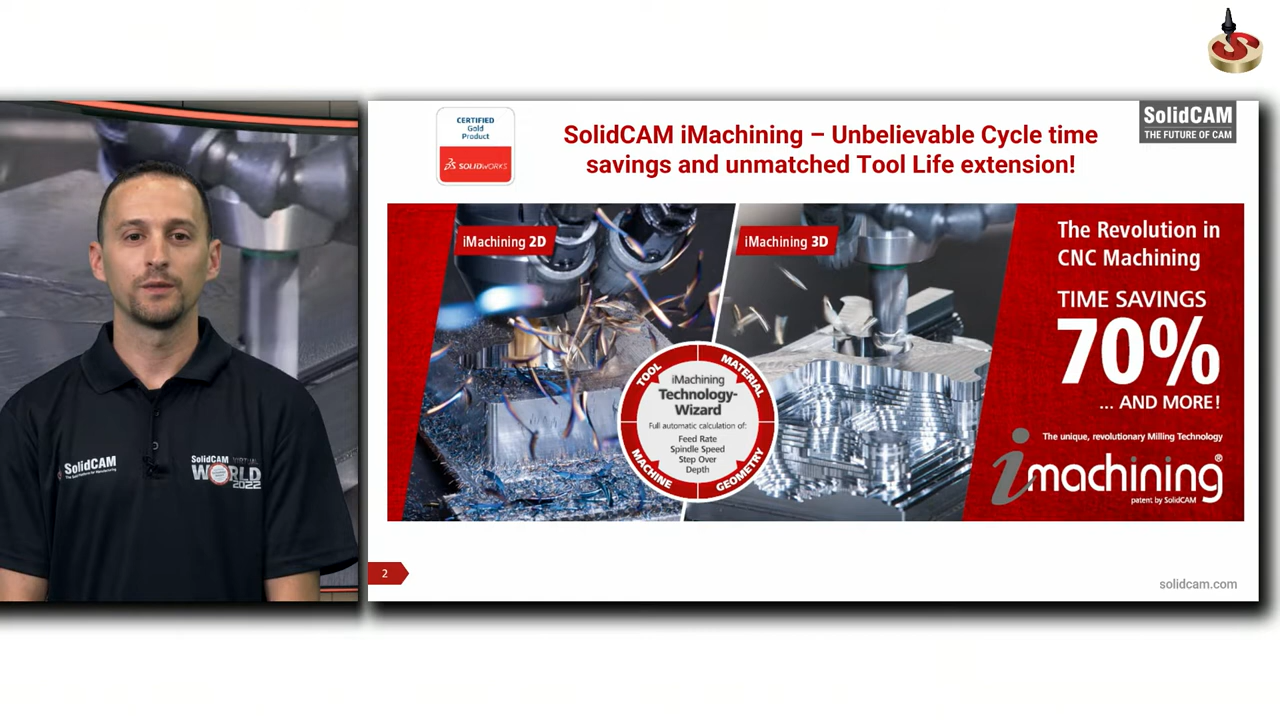 SolidCAM
SolidCAM VIRTUAL
WORLD
2022
CERTIFIED
Gold
Product
SOLIDWORKS
SolidCAM iMachining – Unbelievable Cycle time
savings and unmatched Tool Life extension!
SolidCAM
THE FUTURE OF CAM
iMachining 2D
iMachining 3D
TOOL
MATERIAL
MACHINE
GEOMETRY
iMachining
Technology-
Wizard
Full automatic calculation of:
Feed Rate
Spindle Speed
Step Over
Depth
The Revolution in
CNC Machining
TIME SAVINGS
70%
... AND MORE!
The unique, revolutionary Milling Technology
imachining®
patent by SolidCAM
2
solidcam.com